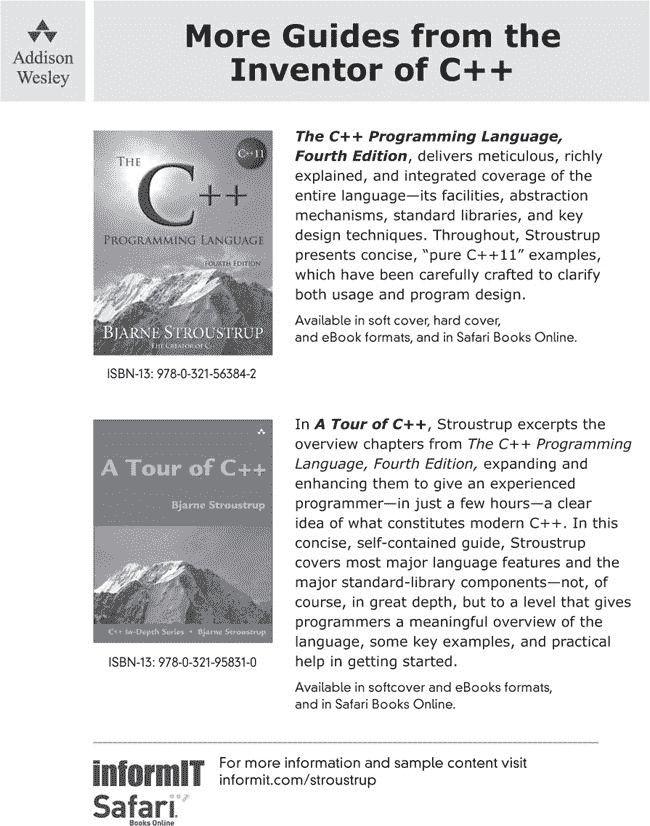 Addison
Wesley
More Guides from the
Inventor of C++
THE
C++
C++11
PROGRAMMING LANGUAGE
FOURTH EDITION
BJARNE STROUSTRUP
THE CREATOR OF C++
ISBN-13: 978-0-321-56384-2
The C++ Programming Language,
Fourth Edition, delivers meticulous, richly
explained, and integrated coverage of the
entire language—its facilities, abstraction
mechanisms, standard libraries, and key
design techniques. Throughout, Stroustrup
presents concise, “pure C++11” examples,
which have been carefully crafted to clarify
both usage and program design.
Available in soft cover, hard cover,
and eBook formats, and in Safari Books Online.
A Tour of C++
Bjarne Stroustrup
C++ In-Depth Series • Bjarne Stroustrup
ISBN-13: 978-0-321-95831-0
In A Tour of C++, Stroustrup excerpts the
overview chapters from The C++ Programming
Language, Fourth Edition, expanding and
enhancing them to give an experienced
programmer—in just a few hours—a clear
idea of what constitutes modern C++. In this
concise, self-contained guide, Stroustrup
covers most major language features and the
major standard-library components—not, of
course, in great depth, but to a level that gives
programmers a meaningful overview of the
language, some key examples, and practical
help in getting started.
Available in softcover and eBooks formats,
and in Safari Books Online.
informIT
Safari
Books Online
For more information and sample content visit
informit.com/stroustrup